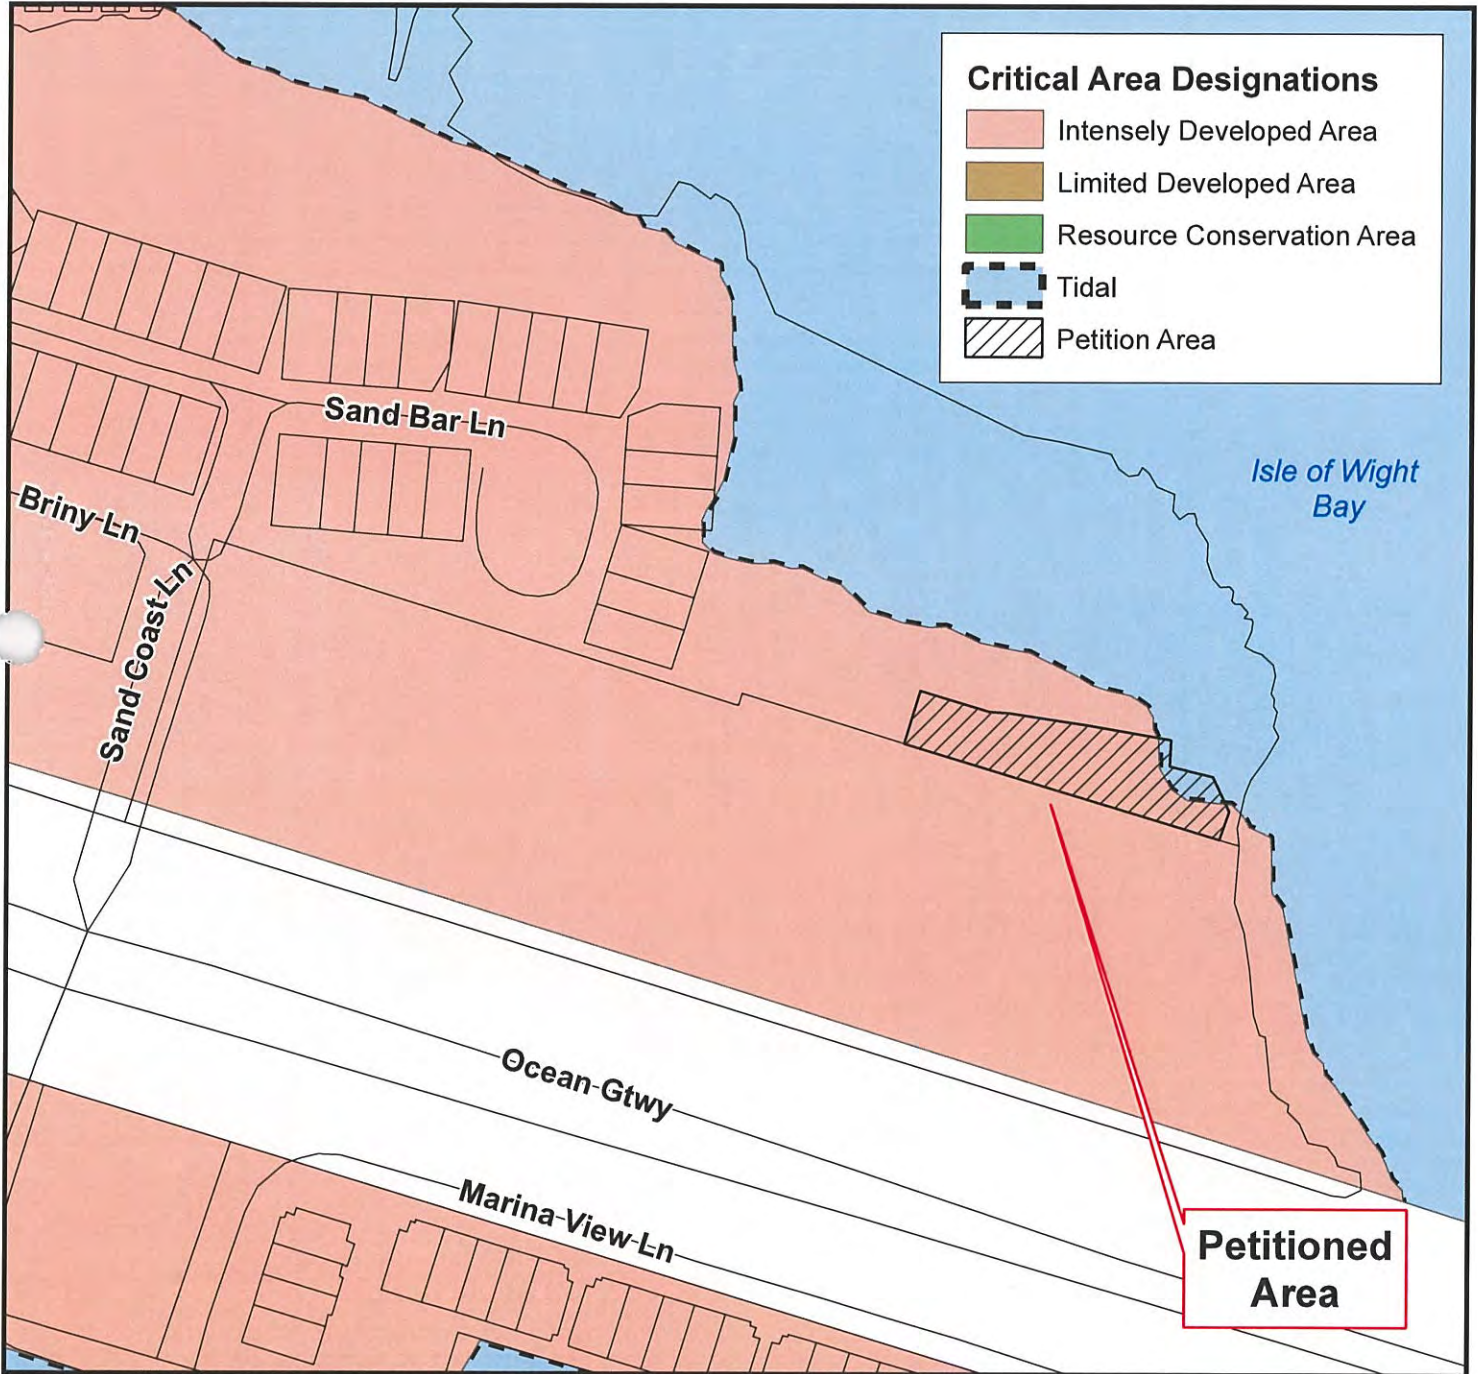 Critical Area Designations
Intensely Developed Area
Limited Developed Area
Resource Conservation Area
Tidal
Petition Area
Isle of Wight
Bay
Sand Bar Ln
Briny Ln
Sand Coast Ln
Ocean Gtwy
Marina View Ln
Petitioned
Area